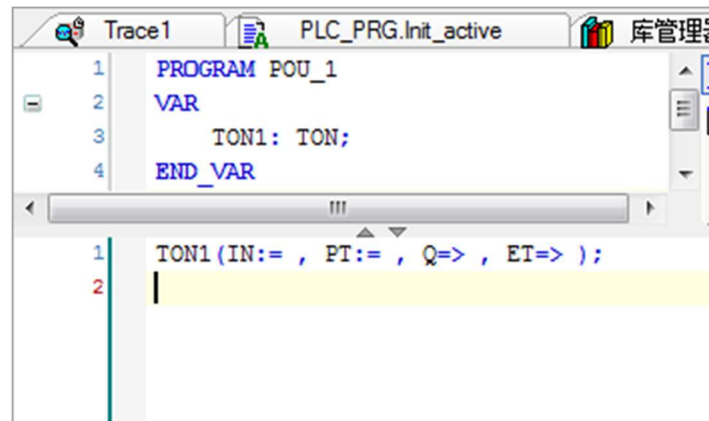 Trace1 PLC_PRG.Init_active 库管理器
1 PROGRAM POU_1
2 VAR
3 TON1: TON;
4 END_VAR
1 TON1(IN:= , PT:= , Q=> , ET=> );
2